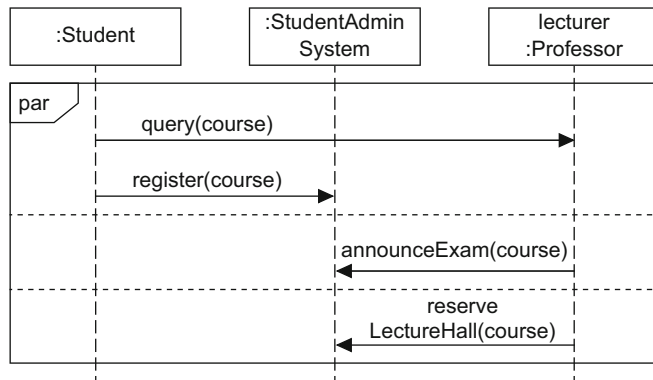 :Student
:StudentAdmin
System
lecturer
:Professor
par
query(course)
register(course)
announceExam(course)
reserve
LectureHall(course)